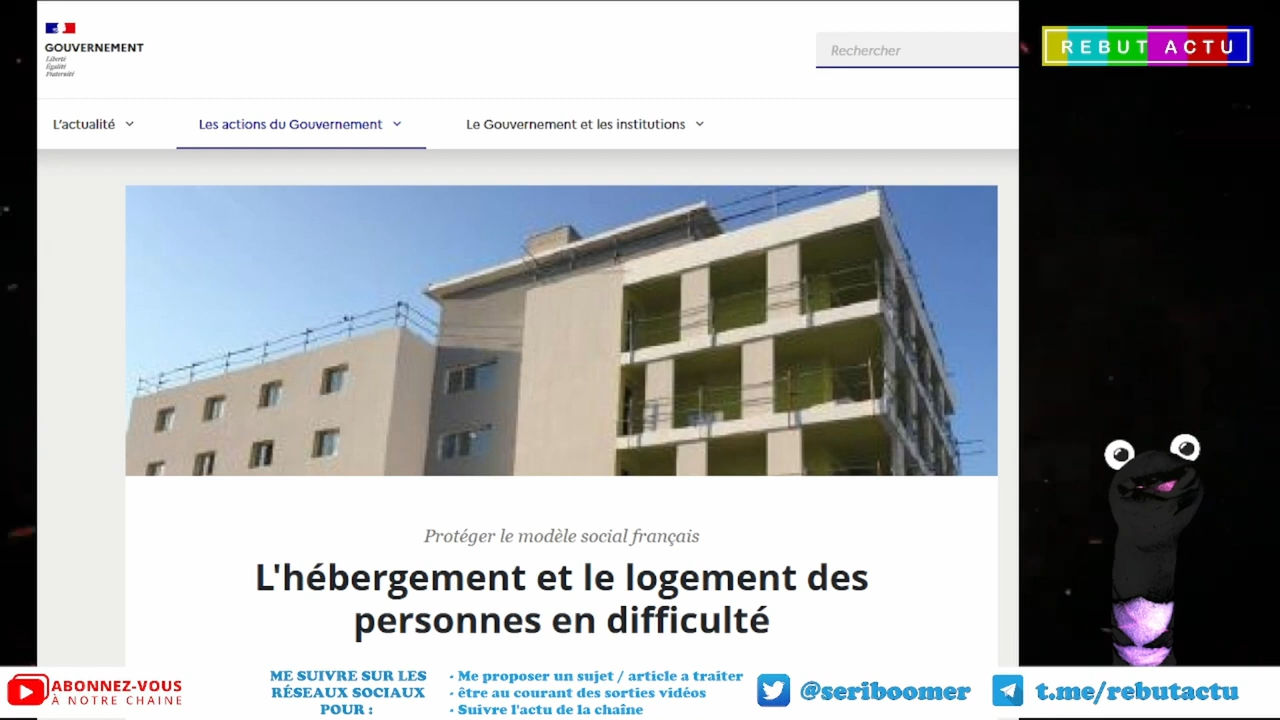 GOUVERNEMENT
Liberté
Égalité
Fraternité
Rechercher
REBUT ACTU
L'actualité
Les actions du Gouvernement
Le Gouvernement et les institutions
Protéger le modèle social français
L'hébergement et le logement des
personnes en difficulté
ABONNEZ-VOUS
À NOTRE CHAINE
ME SUIVRE SUR LES
RÉSEAUX SOCIAUX
POUR :
- Me proposer un sujet / article a traiter
- être au courant des sorties vidéos
- Suivre l'actu de la chaîne
@seriboomer
t.me/rebutactu